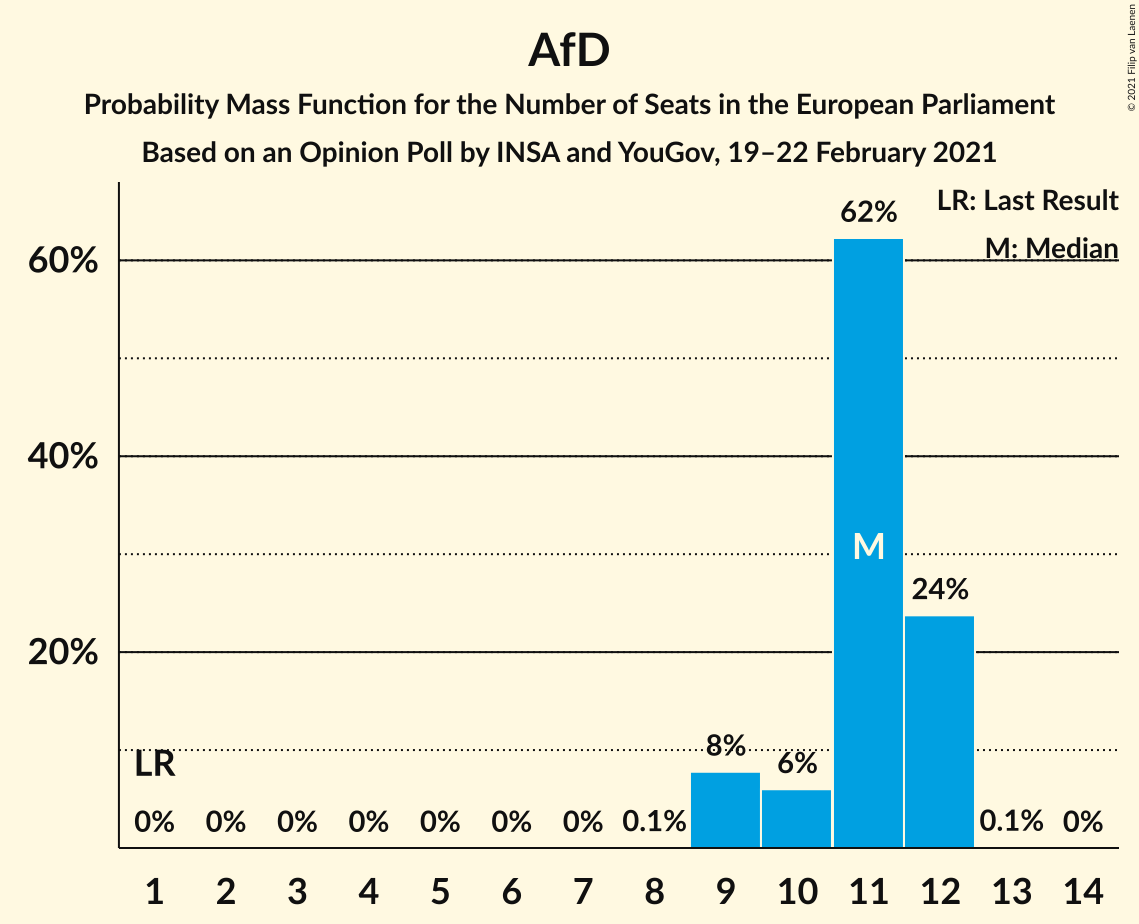 AfD
Probability Mass Function for the Number of Seats in the European Parliament
Based on an Opinion Poll by INSA and YouGov, 19–22 February 2021
© 2021 Filip van Laenen
LR: Last Result
M: Median
60%
40%
20%
62%
M
24%
LR
8%
6%
0% 0% 0% 0% 0% 0% 0% 0.1% 0.1% 0%
1 2 3 4 5 6 7 8 9 10 11 12 13 14